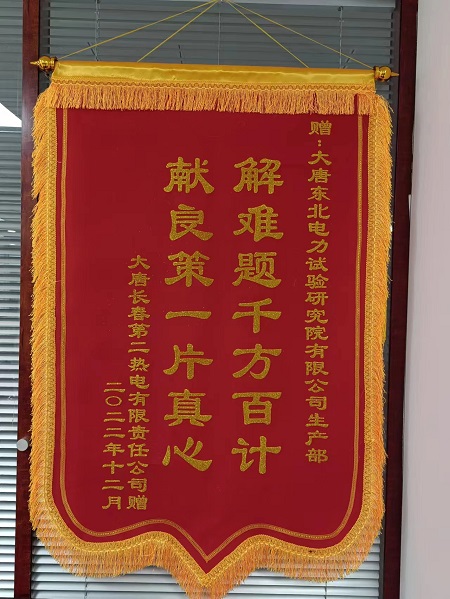 赠：大唐东北电力试验研究院有限公司生产部
解难题千方百计
献良策一片真心
大唐长春第二热电有限责任公司赠
二〇二二年十二月